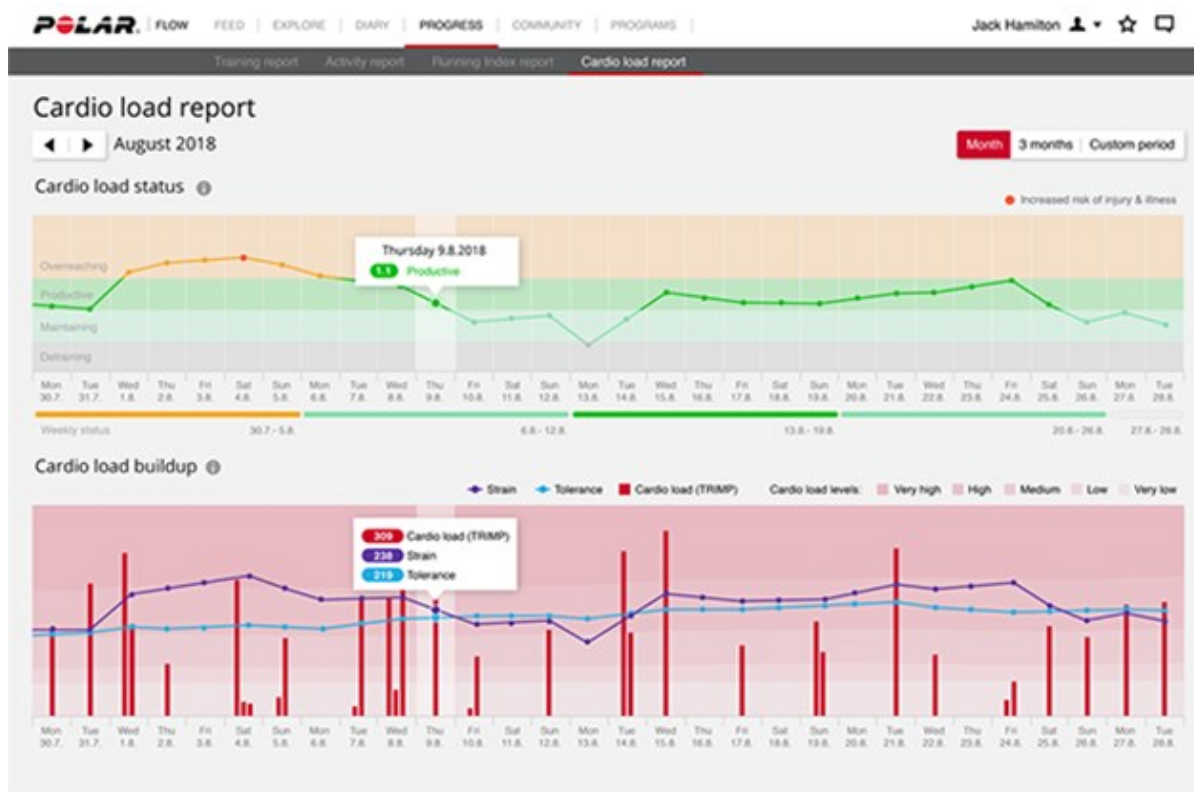 POLAR. FLOW FEED EXPLORE DIARY PROGRESS COMMUNITY PROGRAMS Jack Hamilton
Training report Activity report Running Index report Cardio load report
Cardio load report
August 2018
Month 3 months Custom period
Cardio load status
Increased risk of injury & illness
Thursday 9.8.2018
1.1 Productive
Overreaching
Productive
Maintaining
Detraining
Mon Tue Wed Thu Fri Sat Sun Mon Tue Wed Thu Fri Sat Sun Mon Tue Wed Thu Fri Sat Sun Mon Tue Wed Thu Fri Sat Sun Mon Tue
30.7. 31.7. 1.8. 2.8. 3.8. 4.8. 5.8. 6.8. 7.8. 8.8. 9.8. 10.8. 11.8. 12.8. 13.8. 14.8. 15.8. 16.8. 17.8. 18.8. 19.8. 20.8. 21.8. 22.8. 23.8. 24.8. 25.8. 26.8. 27.8. 28.8.
Weekly status 30.7.- 5.8. 6.8.- 12.8. 13.8.- 19.8. 20.8.- 26.8. 27.8.- 28.8.
Cardio load buildup
Strain Tolerance Cardio load (TRIMP) Cardio load levels: Very high High Medium Low Very low
309 Cardio load (TRIMP)
238 Strain
219 Tolerance
Mon Tue Wed Thu Fri Sat Sun Mon Tue Wed Thu Fri Sat Sun Mon Tue Wed Thu Fri Sat Sun Mon Tue Wed Thu Fri Sat Sun Mon Tue
30.7. 31.7. 1.8. 2.8. 3.8. 4.8. 5.8. 6.8. 7.8. 8.8. 9.8. 10.8. 11.8. 12.8. 13.8. 14.8. 15.8. 16.8. 17.8. 18.8. 19.8. 20.8. 21.8. 22.8. 23.8. 24.8. 25.8. 26.8. 27.8. 28.8.